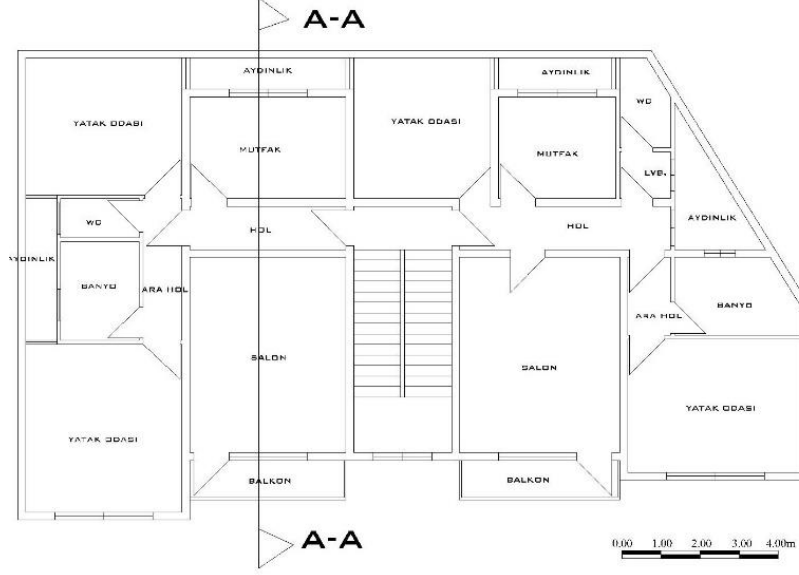 A-A
AYDINLIK
AYDINLIK
YATAK ODASI
YATAK ODASI
WC
MUTFAK
MUTFAK
LVB.
WC
HOL
HOL
AYDINLIK
AYDINLIK
BANYO
ARA HOL
BANYO
ARA HOL
SALON
SALON
YATAK ODASI
YATAK ODASI
BALKON
BALKON
A-A
0.00 1.00 2.00 3.00 4.00m